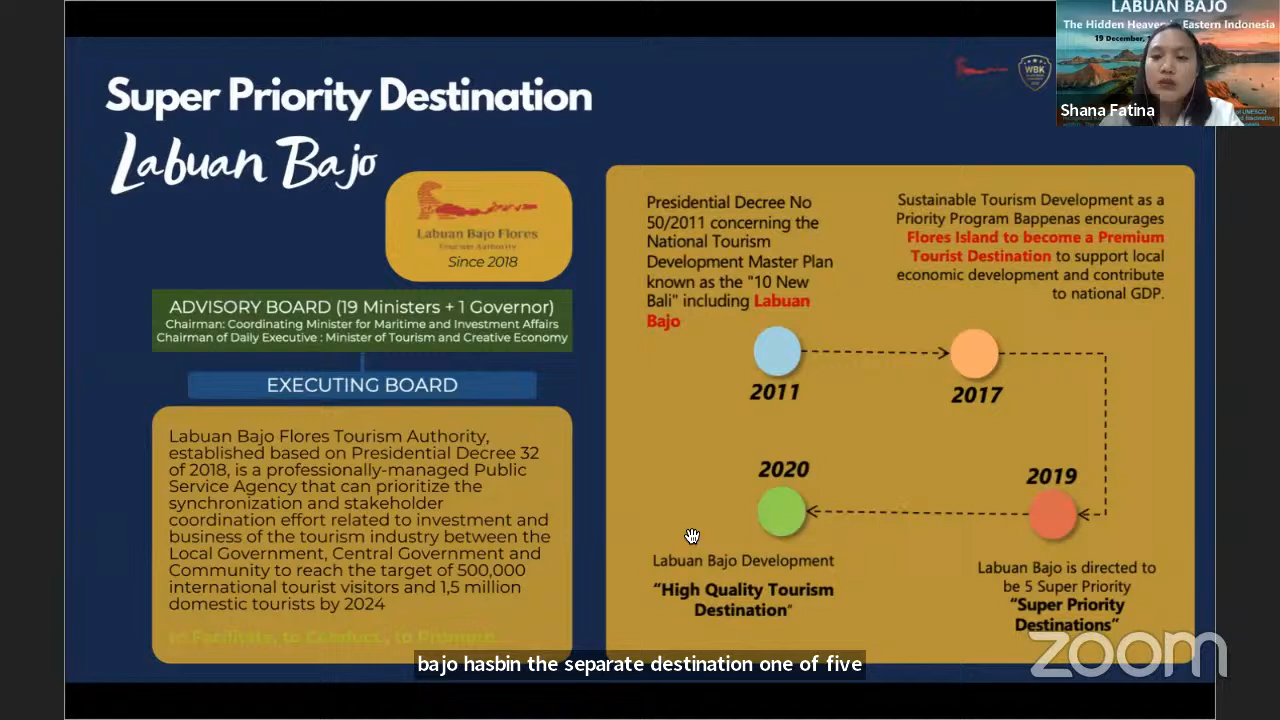 Super Priority Destination
Labuan Bajo
Labuan Bajo Flores
Tourism Authority
Since 2018
ADVISORY BOARD (19 Ministers + 1 Governor)
Chairman: Coordinating Minister for Maritime and Investment Affairs
Chairman of Daily Executive : Minister of Tourism and Creative Economy
EXECUTING BOARD
Labuan Bajo Flores Tourism Authority,
established based on Presidential Decree 32
of 2018, is a professionally-managed Public
Service Agency that can prioritize the
synchronization and stakeholder
coordination effort related to investment and
business of the tourism industry between the
Local Government, Central Government and
Community to reach the target of 500,000
international tourist visitors and 1,5 million
domestic tourists by 2024
to Facilitate, to Conduct, to Promote
Presidential Decree No
50/2011 concerning the
National Tourism
Development Master Plan
known as the "10 New
Bali" including Labuan
Bajo
2011
Sustainable Tourism Development as a
Priority Program Bappenas encourages
Flores Island to become a Premium
Tourist Destination to support local
economic development and contribute
to national GDP.
2017
2019
Labuan Bajo is directed to
be 5 Super Priority
“Super Priority
Destinations”
2020
Labuan Bajo Development
“High Quality Tourism
Destination“
WBK
LABUAN BAJO
The Hidden Heaven Eastern Indonesia
19 December,
Shana Fatina
UNESCO
bajo hasbin the separate destination one of five
zoom